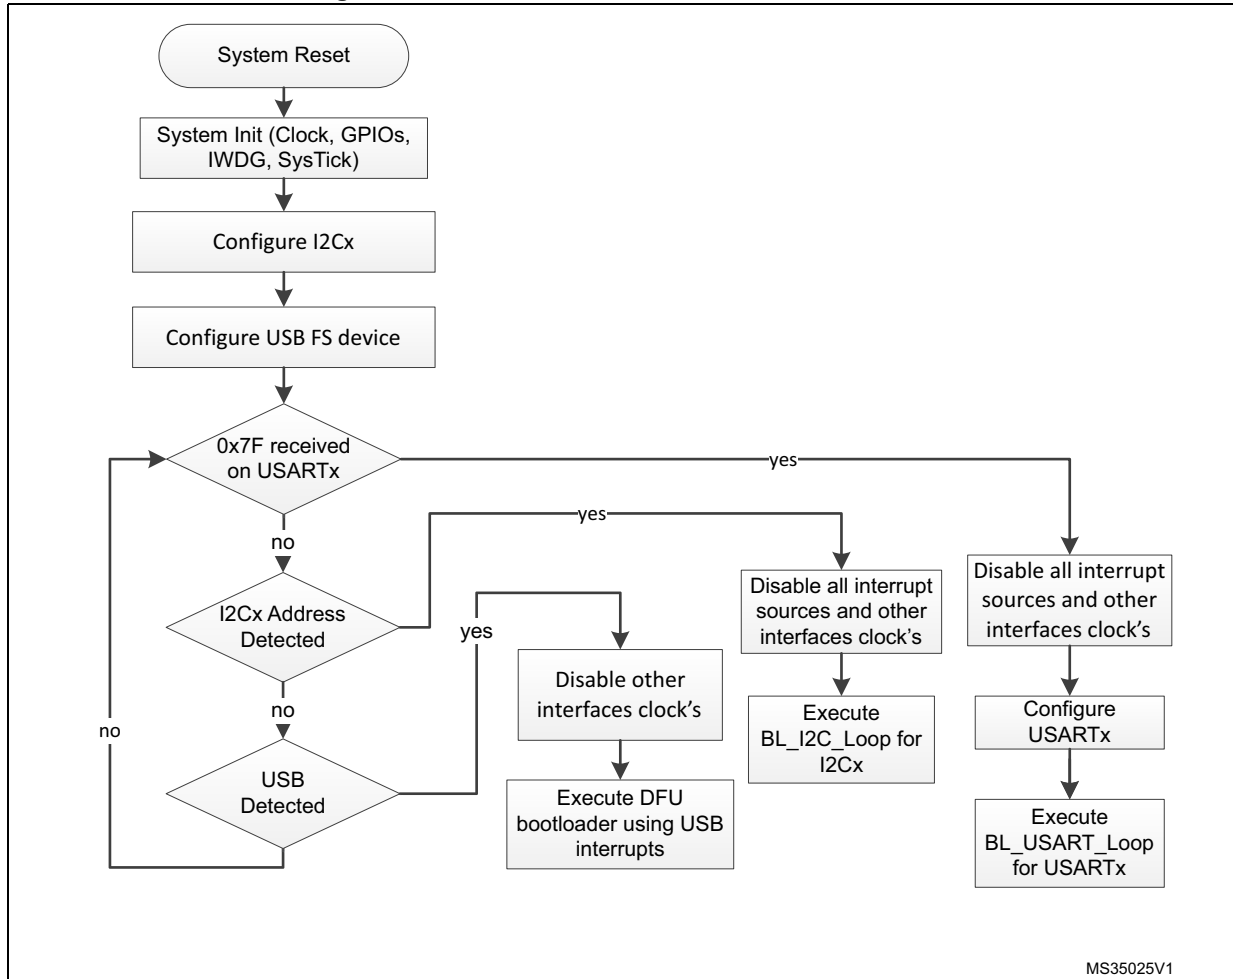 System Reset
System Init (Clock, GPIOs,
IWDG, SysTick)
Configure I2Cx
Configure USB FS device
0x7F received
on USARTx
yes
no
I2Cx Address
Detected
yes
no
USB
Detected
yes
no
Disable other
interfaces clock's
Execute DFU
bootloader using USB
interrupts
Disable all interrupt
sources and other
interfaces clock's
Execute
BL_I2C_Loop for
I2Cx
Disable all interrupt
sources and other
interfaces clock's
Configure
USARTx
Execute
BL_USART_Loop
for USARTx
MS35025V1